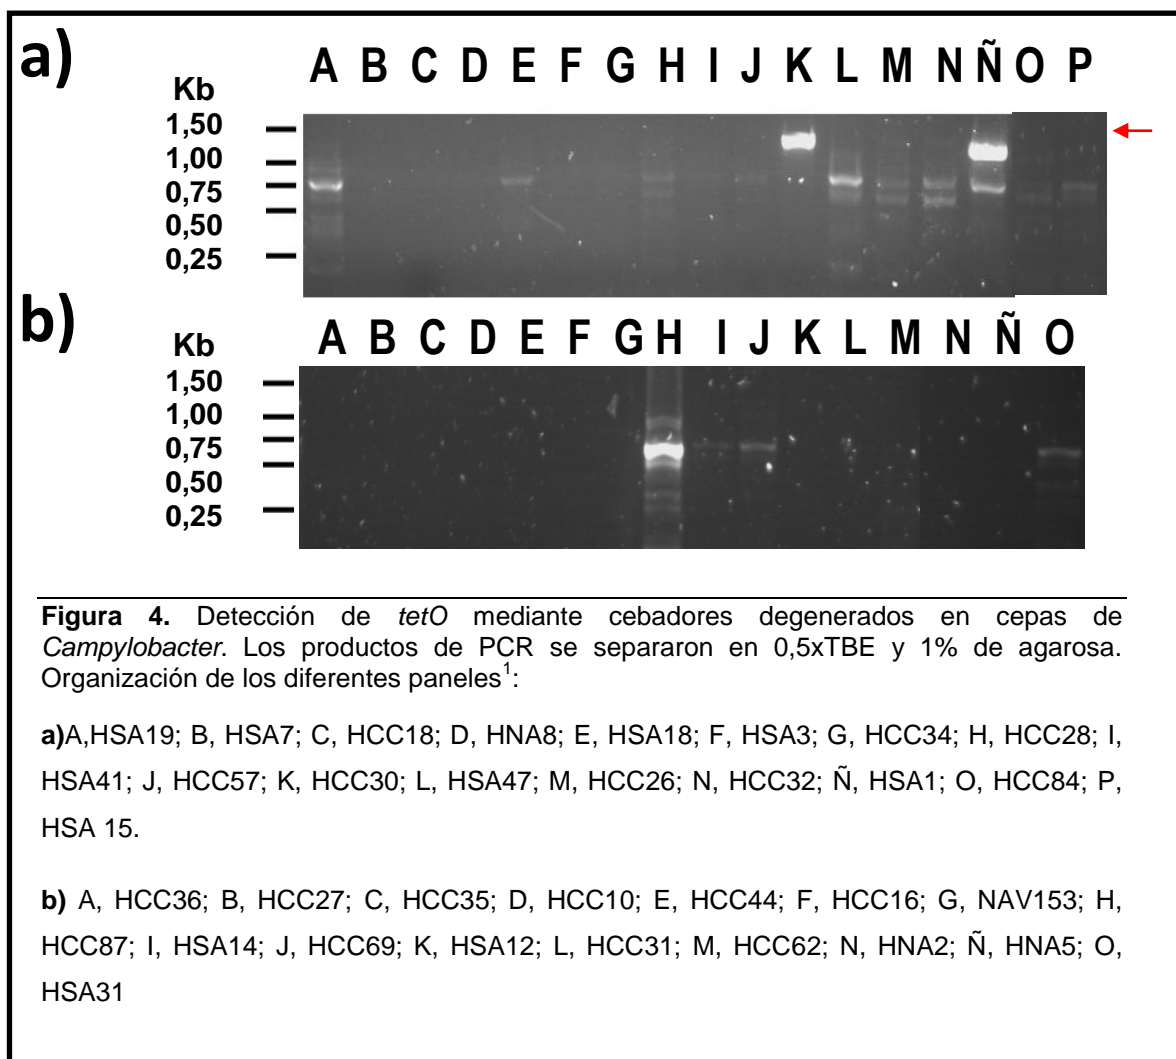 a)
A B C D E F G H I J K L M N Ñ O P
Kb
1,50
1,00
0,75
0,50
0,25
b)
A B C D E F G H I J K L M N Ñ O
Kb
1,50
1,00
0,75
0,50
0,25
Figura 4. Detección de tetO mediante cebadores degenerados en cepas de
Campylobacter. Los productos de PCR se separaron en 0,5xTBE y 1% de agarosa.
Organización de los diferentes paneles¹:
a)A,HSA19; B, HSA7; C, HCC18; D, HNA8; E, HSA18; F, HSA3; G, HCC34; H, HCC28; I,
HSA41; J, HCC57; K, HCC30; L, HSA47; M, HCC26; N, HCC32; Ñ, HSA1; O, HCC84; P,
HSA 15.
b) A, HCC36; B, HCC27; C, HCC35; D, HCC10; E, HCC44; F, HCC16; G, NAV153; H,
HCC87; I, HSA14; J, HCC69; K, HSA12; L, HCC31; M, HCC62; N, HNA2; Ñ, HNA5; O,
HSA31